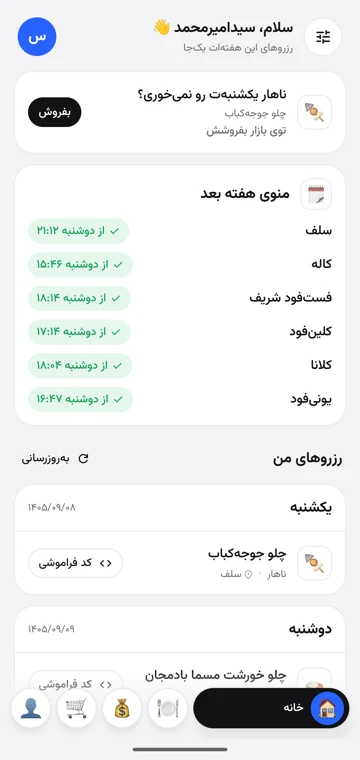 سلام، سیدامیرمحمد 👋
رزروهای این هفته‌ات یک‌جا
س
ناهار یکشنبه‌ت رو نمی‌خوری؟
چلو جوجه‌کباب
توی بازار بفروشش
بفروش
منوی هفته بعد
سلف
از دوشنبه ۲۱:۱۲
کاله
از دوشنبه ۱۵:۴۶
فست‌فود شریف
از دوشنبه ۱۸:۱۴
کلین‌فود
از دوشنبه ۱۷:۱۴
کلانا
از دوشنبه ۱۸:۰۴
یونی‌فود
از دوشنبه ۱۶:۴۷
رزروهای من
به‌روزرسانی
یکشنبه
۱۴۰۵/۰۹/۰۸
چلو جوجه‌کباب
ناهار · سلف
کد فراموشی
دوشنبه
۱۴۰۵/۰۹/۰۹
چلو خورشت مسما بادمجان
کد فراموشی
خانه